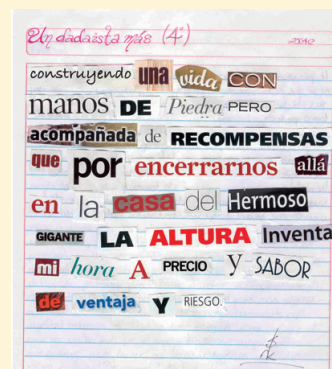 Un dadaísta más (4º)
construyendo una vida CON
manos DE Piedra PERO
acompañada de RECOMPENSAS
que por encerrarnos allá
en la casa del Hermoso
GIGANTE LA ALTURA Inventa
mi hora A PRECIO y SABOR
de ventaja Y RIESGO.